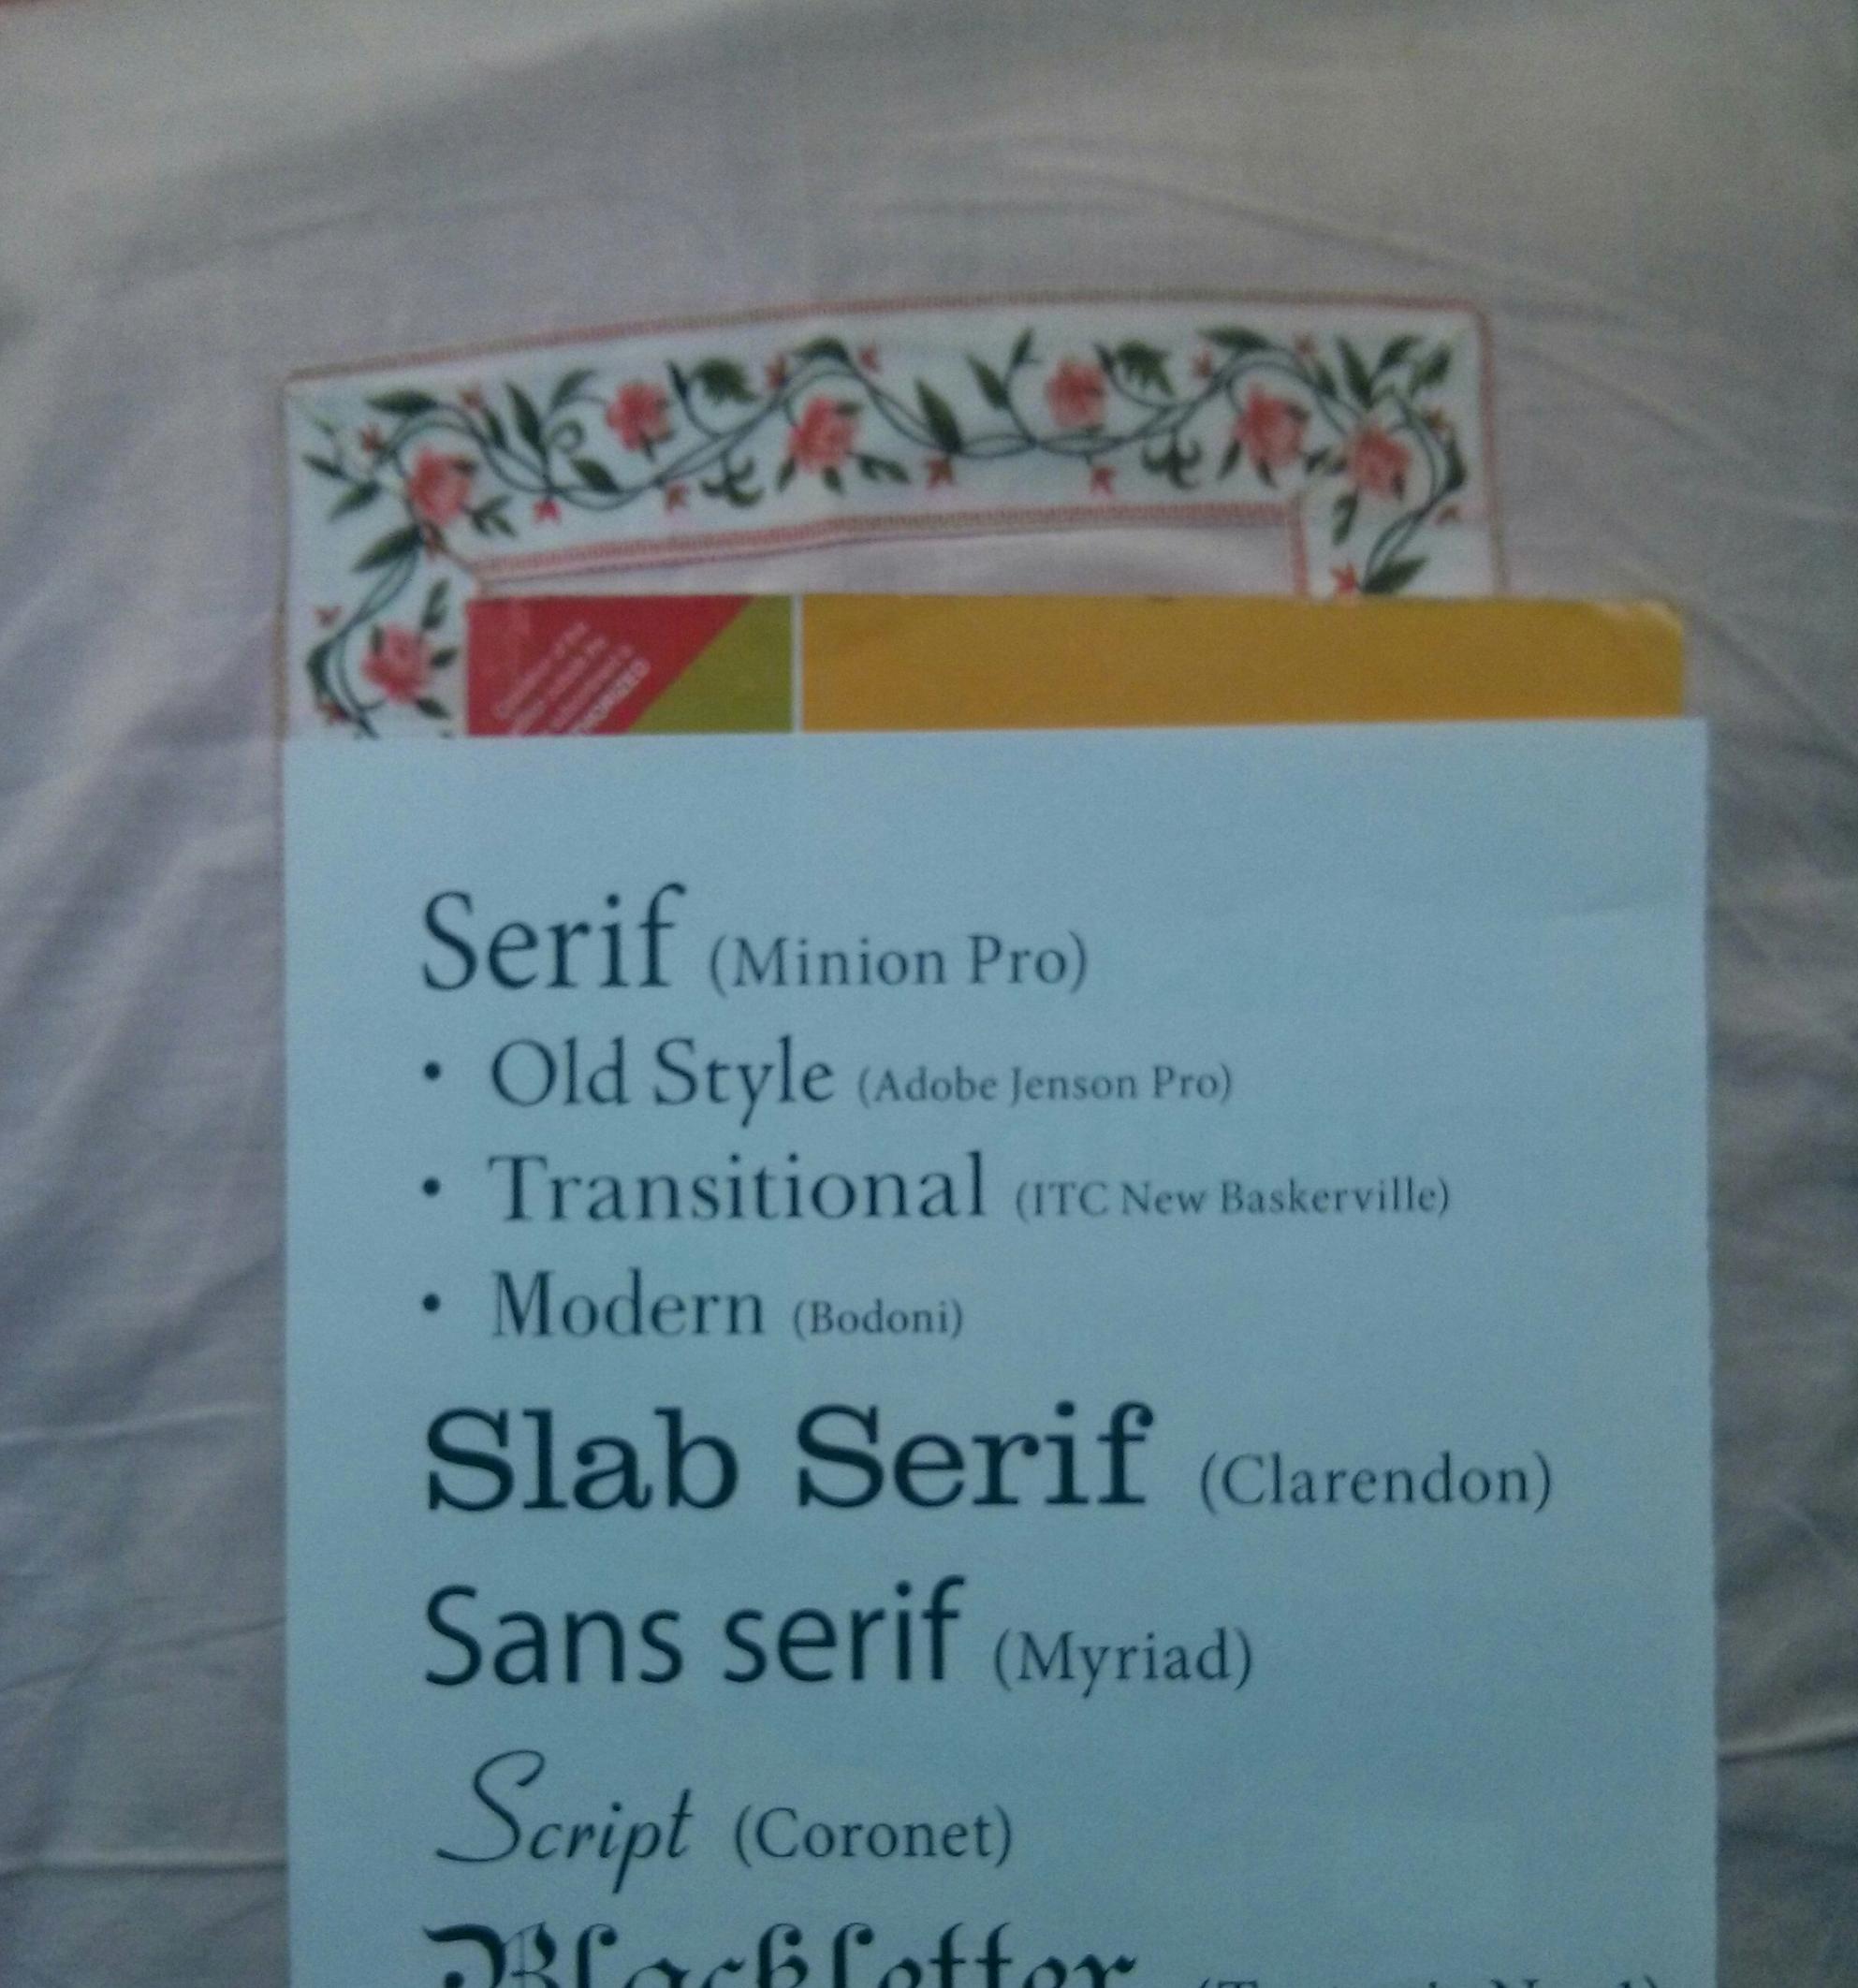 Serif (Minion Pro)
• Old Style (Adobe Jenson Pro)
• Transitional (ITC New Baskerville)
• Modern (Bodoni)
Slab Serif (Clarendon)
Sans serif (Myriad)
Script (Coronet)
Blackletter